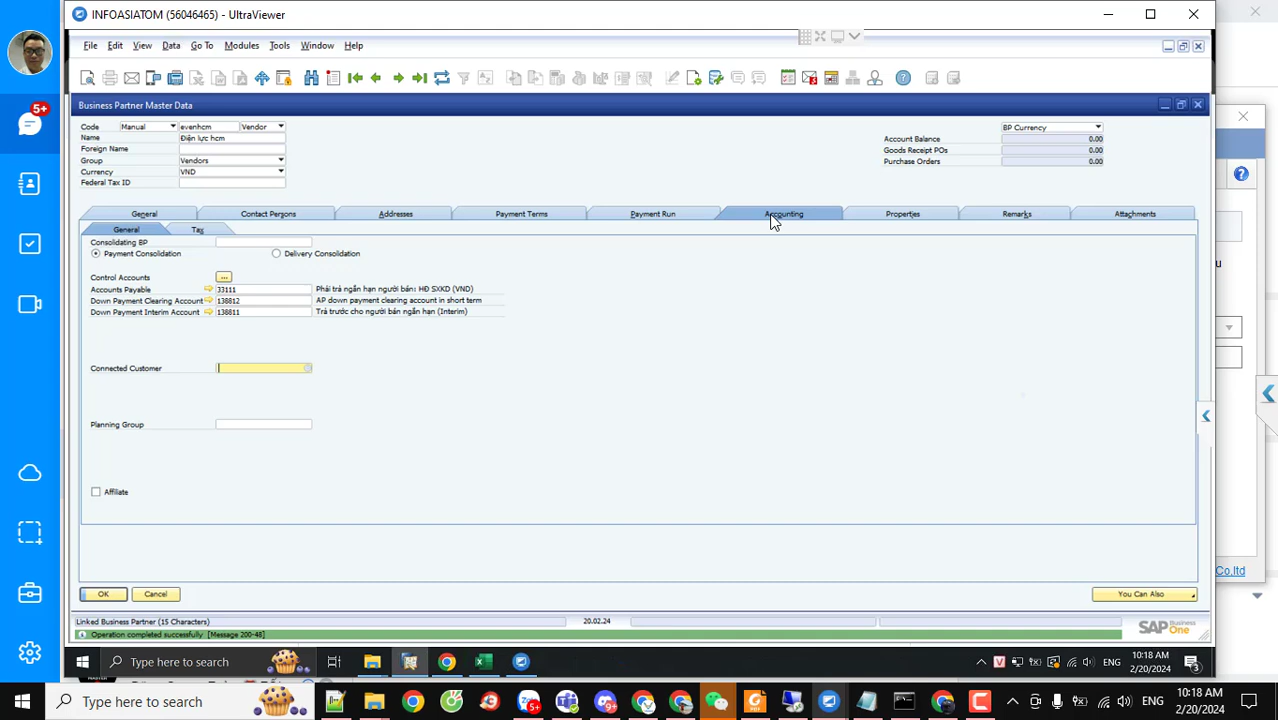 INFOASIATOM (56046465) - UltraViewer
5+
File Edit View Data Go To Modules Tools Window Help
Business Partner Master Data
Code Manual evenhcm Vendor
Name Điện lực hcm
Foreign Name
Group Vendors
Currency VND
Federal Tax ID
BP Currency
Account Balance 0.00
Goods Receipt POs 0.00
Purchase Orders 0.00
General Contact Persons Addresses Payment Terms Payment Run Accounting Properties Remarks Attachments
General Tax
Consolidating BP
Payment Consolidation Delivery Consolidation
Control Accounts ...
Accounts Payable 33111 Phải trả ngắn hạn người bán: HĐ SXKD (VND)
Down Payment Clearing Account 138812 AP down payment clearing account in short term
Down Payment Interim Account 138811 Trả trước cho người bán ngắn hạn (Interim)
Connected Customer
Planning Group
Affiliate
OK Cancel You Can Also
Co.ltd
Linked Business Partner (15 Characters) 20.02.24
Operation completed successfully [Message 200-48]
SAP Business One
Type here to search
ENG 10:18 AM
2/20/2024
3
Type here to search
5+
9+
ENG 10:18 AM
2/20/2024